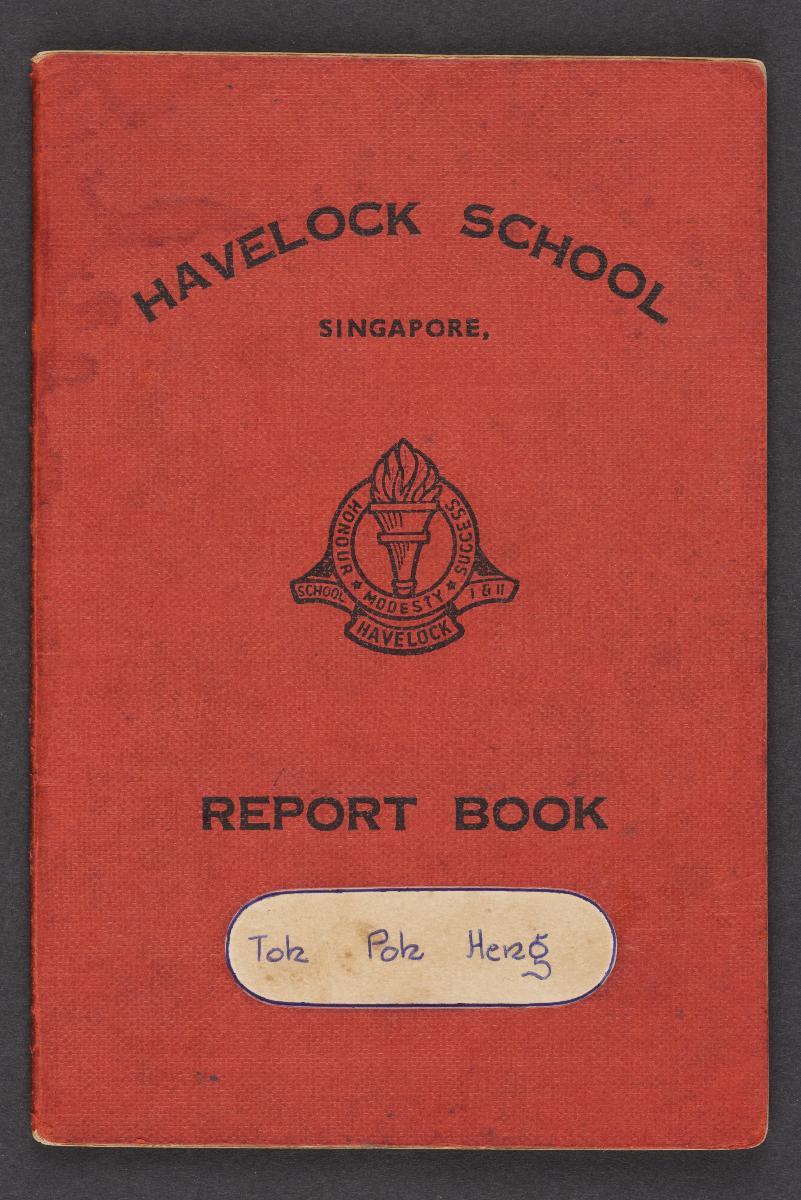 HAVELOCK SCHOOL
SINGAPORE,
HONOUR ★ MODESTY ★ SUCCESS
SCHOOL HAVELOCK I & II
REPORT BOOK
Tok Pok Heng